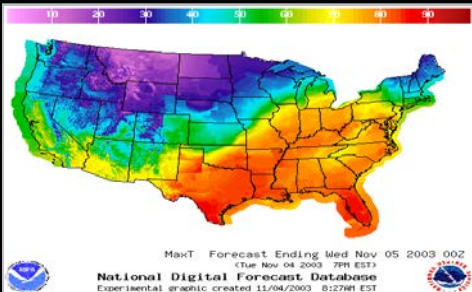 10 20 30 40 50 60 70 80 90
MaxT Forecast Ending Wed Nov 05 2003 00Z
(Tue Nov 04 2003 7PM EST)
National Digital Forecast Database
Experimental graphic created 11/04/2003 8:27AM EST